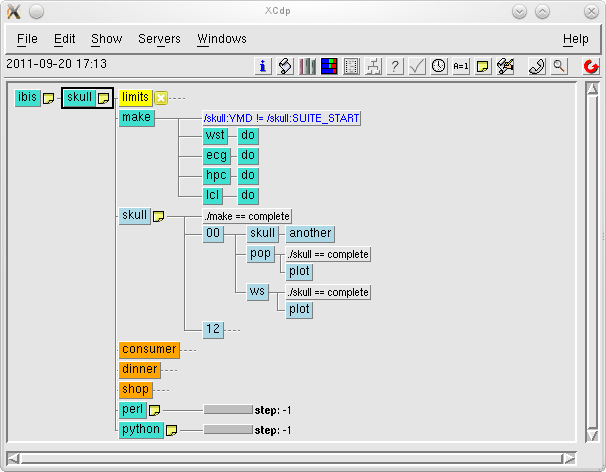 XCdp
File Edit Show Servers Windows Help
2011-09-20 17:13
i ? A=1
ibis skull limits
make /skull:YMD != /skull:SUITE_START
wst do
ecg do
hpc do
lcl do
skull ./make == complete
00 skull another
pop ./skull == complete
plot
ws ./skull == complete
plot
12
consumer
dinner
shop
perl step: -1
python step: -1